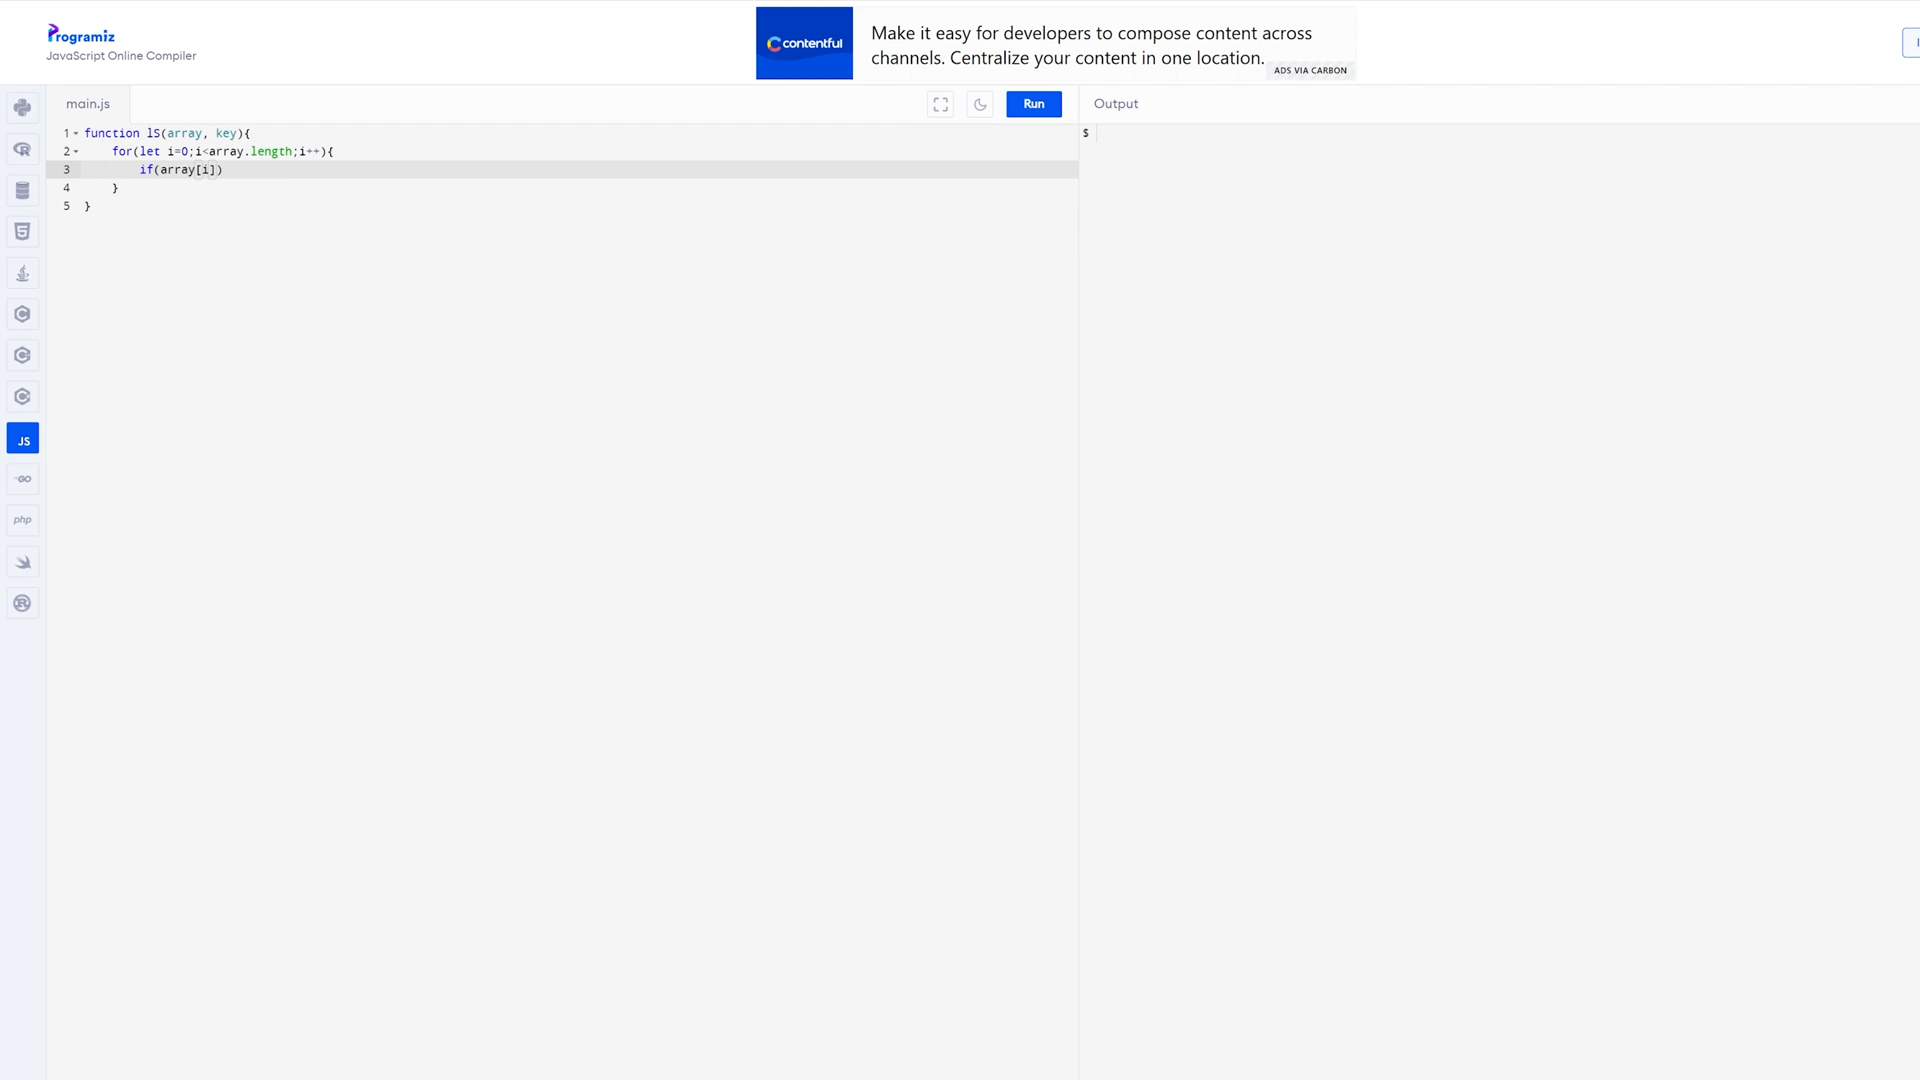 Programiz
JavaScript Online Compiler
contentful
Make it easy for developers to compose content across
channels. Centralize your content in one location.
ADS VIA CARBON
main.js
Run
Output
1 function lS(array, key){
2 for(let i=0;i<array.length;i++){
3 if(array[i])
4 }
5 }
$
JS
GO
php